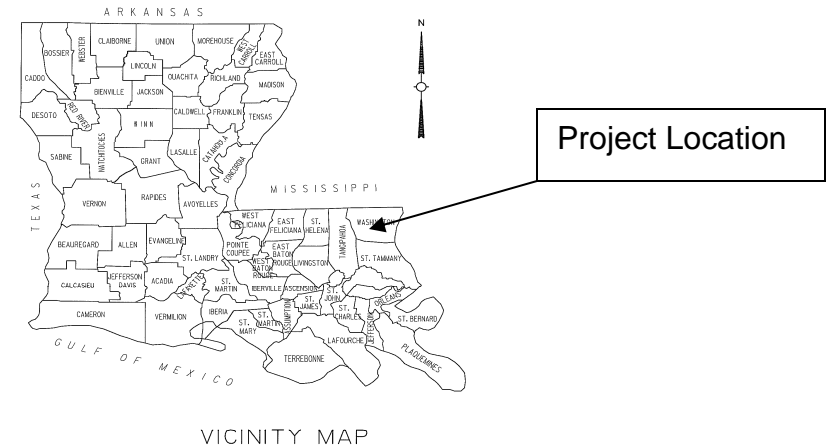 ARKANSAS
N
CLAIBORNE
UNION
MOREHOUSE
WEST
CARROLL
EAST
CARROLL
WEBSTER
BOSSIER
CADDO
LINCOLN
OUACHITA
RICHLAND
MADISON
BIENVILLE
JACKSON
DESOTO
RED RIVER
CALDWELL
FRANKLIN
TENSAS
WINN
NATCHITOCHES
SABINE
GRANT
LASALLE
CATAHOULA
CONCORDIA
Project Location
MISSISSIPPI
TEXAS
VERNON
RAPIDES
AVOYELLES
WEST
FELICIANA
EAST
FELICIANA
ST.
HELENA
TANGIPAHOA
WASHINGTON
BEAUREGARD
ALLEN
EVANGELINE
ST. LANDRY
POINTE
COUPEE
EAST
BATON
ROUGE
WEST
BATON
ROUGE
LIVINGSTON
ST. TAMMANY
CALCASIEU
JEFFERSON
DAVIS
ACADIA
LAFAYETTE
ST.
MARTIN
IBERVILLE
ASCENSION
ST.
JOHN
ST.
JAMES
ORLEANS
CAMERON
VERMILION
IBERIA
ST.
MARY
ST.
MARTIN
ASSUMPTION
ST.
CHARLES
JEFFERSON
ST. BERNARD
LAFOURCHE
PLAQUEMINES
TERREBONNE
GULF OF MEXICO
VICINITY MAP